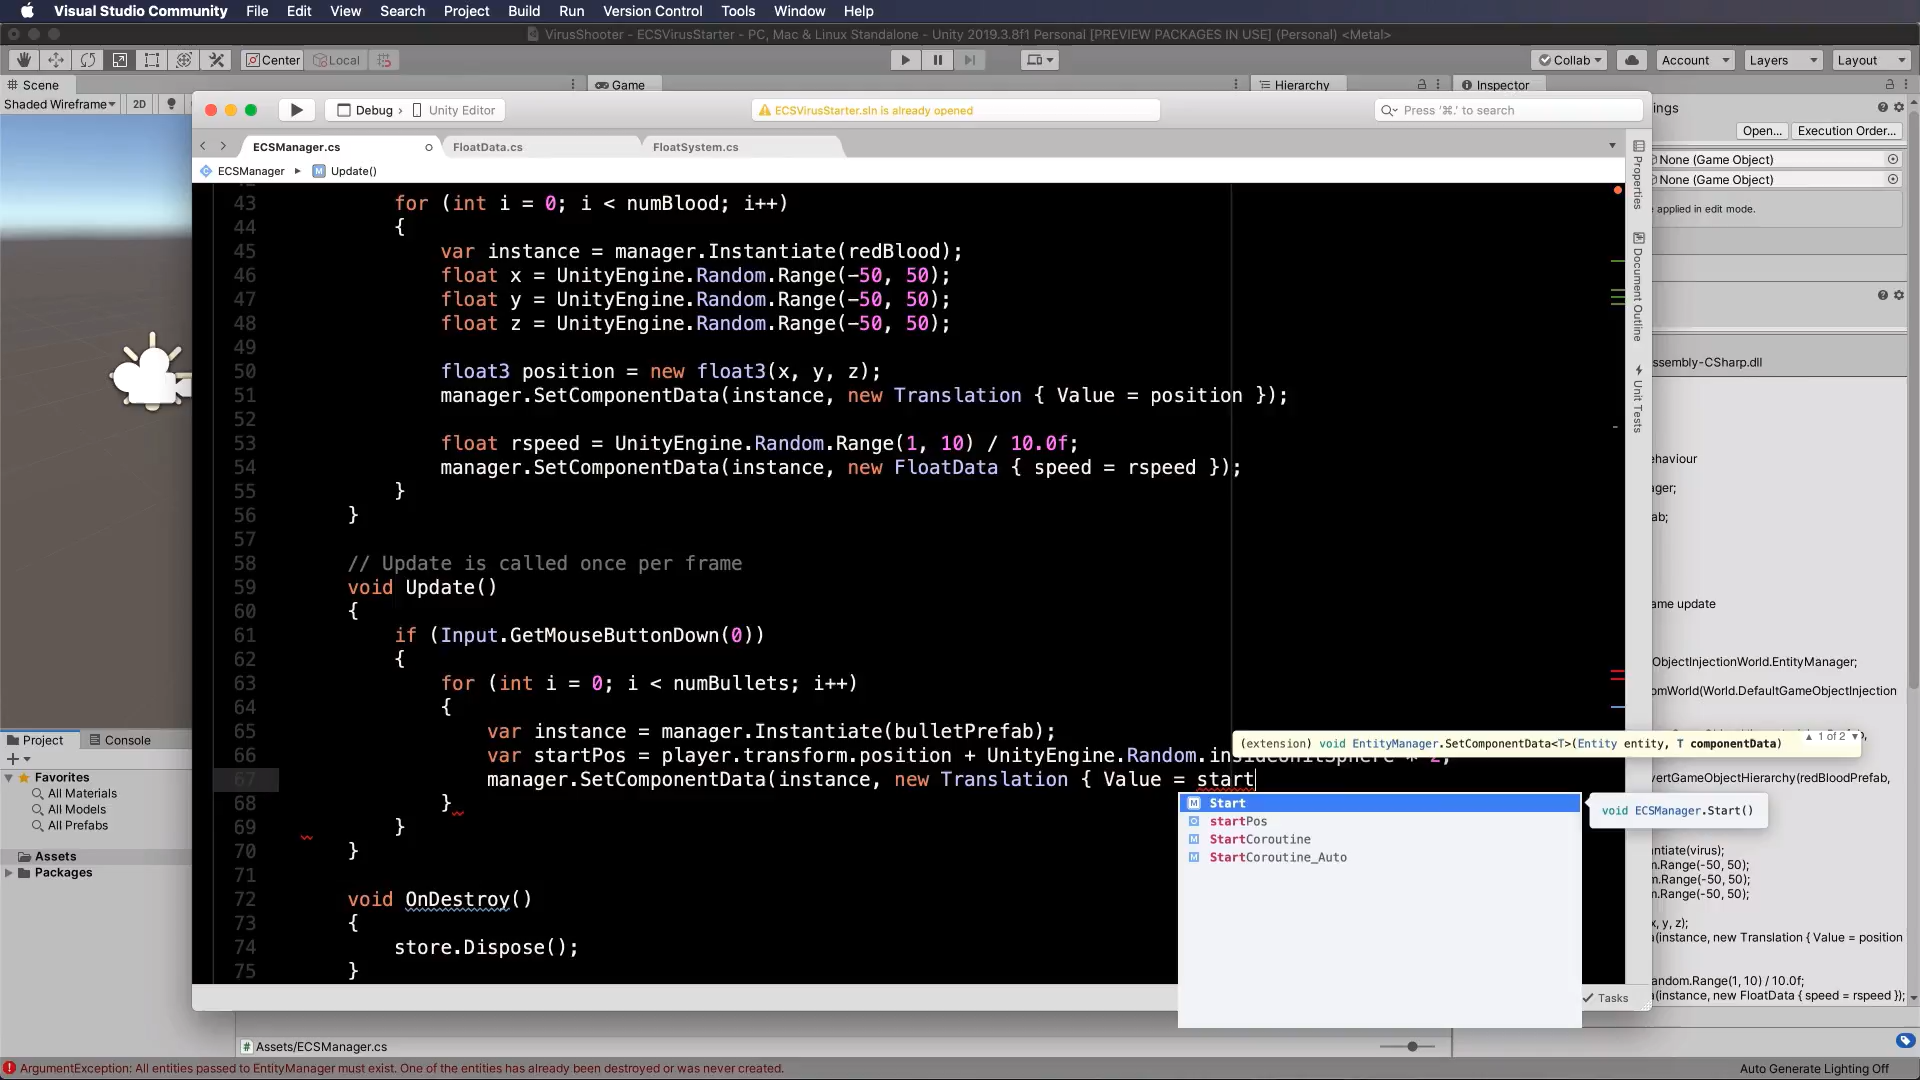 Visual Studio Community File Edit View Search Project Build Run Version Control Tools Window Help
VirusShooter - ECSVirusStarter - PC, Mac & Linux Standalone - Unity 2019.3.8f1 Personal [PREVIEW PACKAGES IN USE] (Personal) <Metal>
Center Local Collab Account Layers Layout
Scene Game Hierarchy Inspector
Shaded Wireframe 2D
Debug › Unity Editor
ECSVirusStarter.sln is already opened
Press '⌘.' to search
ings
Open... Execution Order...
ECSManager.cs FloatData.cs FloatSystem.cs
ECSManager ▸ M Update()
None (Game Object)
None (Game Object)
applied in edit mode.
Properties
Document Outline
Unit Tests
43 for (int i = 0; i < numBlood; i++)
44 {
45 var instance = manager.Instantiate(redBlood);
46 float x = UnityEngine.Random.Range(-50, 50);
47 float y = UnityEngine.Random.Range(-50, 50);
48 float z = UnityEngine.Random.Range(-50, 50);
49
50 float3 position = new float3(x, y, z);
51 manager.SetComponentData(instance, new Translation { Value = position });
52
53 float rspeed = UnityEngine.Random.Range(1, 10) / 10.0f;
54 manager.SetComponentData(instance, new FloatData { speed = rspeed });
55 }
56 }
57
58 // Update is called once per frame
59 void Update()
60 {
61 if (Input.GetMouseButtonDown(0))
62 {
63 for (int i = 0; i < numBullets; i++)
64 {
65 var instance = manager.Instantiate(bulletPrefab);
66 var startPos = player.transform.position + UnityEngine.Random.insideUnitSphere * 2;
67 manager.SetComponentData(instance, new Translation { Value = start
68 }
69 }
70 }
71
72 void OnDestroy()
73 {
74 store.Dispose();
75 }
(extension) void EntityManager.SetComponentData<T>(Entity entity, T componentData) ▲ 1 of 2 ▼
M Start
startPos
M StartCoroutine
M StartCoroutine_Auto
void ECSManager.Start()
ssembly-CSharp.dll
ehaviour
ager;
ab;
ame update
ObjectInjectionWorld.EntityManager;
omWorld(World.DefaultGameObjectInjection
vertGameObjectHierarchy(redBloodPrefab,
antiate(virus);
m.Range(-50, 50);
m.Range(-50, 50);
m.Range(-50, 50);
x, y, z);
a(instance, new Translation { Value = position
andom.Range(1, 10) / 10.0f;
a(instance, new FloatData { speed = rspeed });
Project Console
Favorites
All Materials
All Models
All Prefabs
Assets
Packages
Tasks
Assets/ECSManager.cs
ArgumentException: All entities passed to EntityManager must exist. One of the entities has already been destroyed or was never created.
Auto Generate Lighting Off